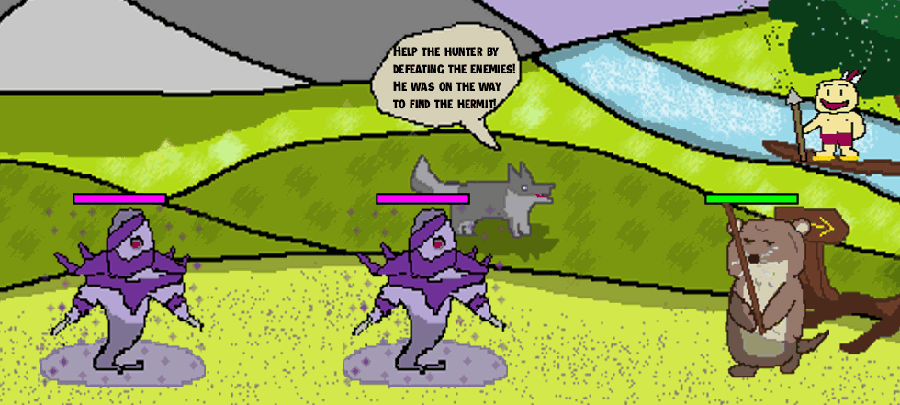 HELP THE HUNTER BY
DEFEATING THE ENEMIES!
HE WAS ON THE WAY
TO FIND THE HERMIT!